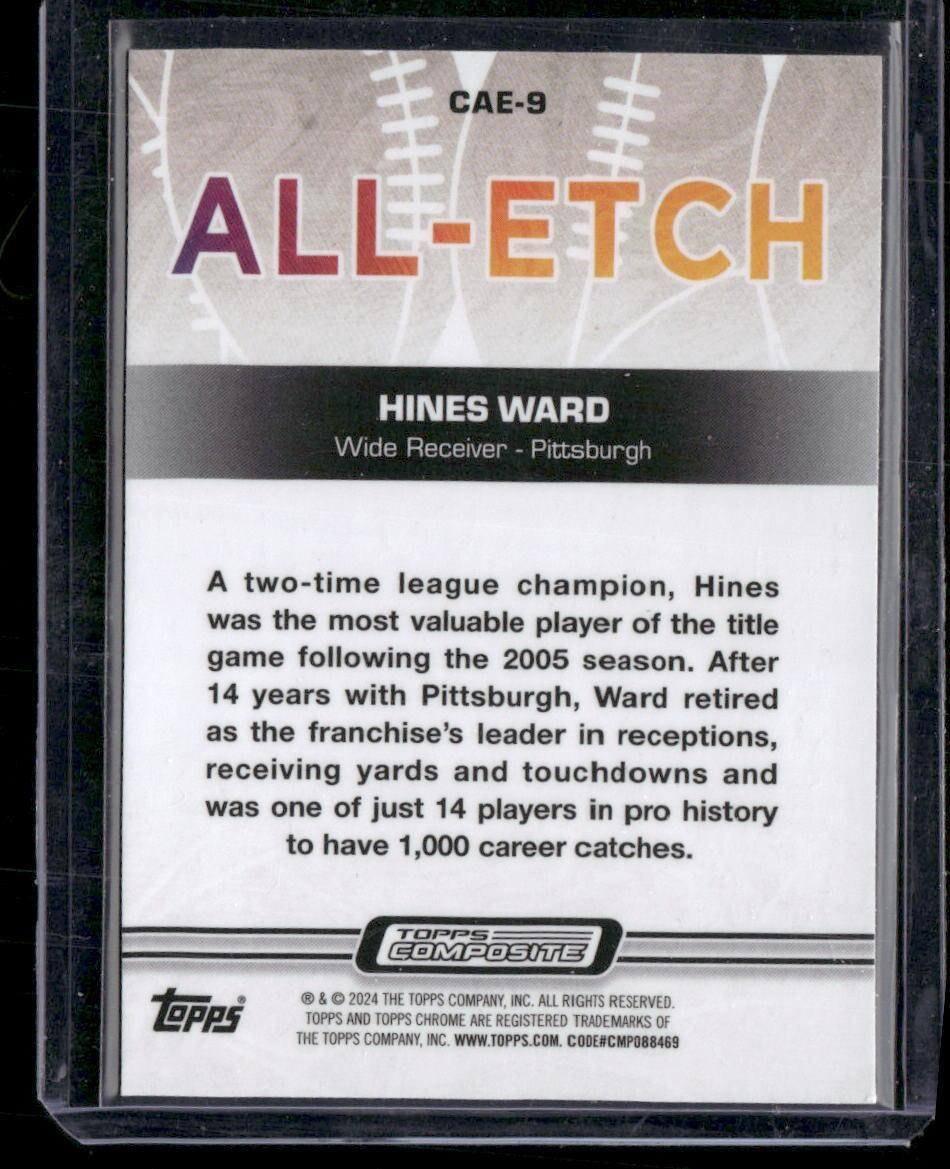 CAE-9
ALL-ETCH
HINES WARD
Wide Receiver - Pittsburgh
A two-time league champion, Hines
was the most valuable player of the title
game following the 2005 season. After
14 years with Pittsburgh, Ward retired
as the franchise's leader in receptions,
receiving yards and touchdowns and
was one of just 14 players in pro history
to have 1,000 career catches.
TOPPS
COMPOSITE
topps®
® & © 2024 THE TOPPS COMPANY, INC. ALL RIGHTS RESERVED.
TOPPS AND TOPPS CHROME ARE REGISTERED TRADEMARKS OF
THE TOPPS COMPANY, INC. WWW.TOPPS.COM. CODE#CMP088469